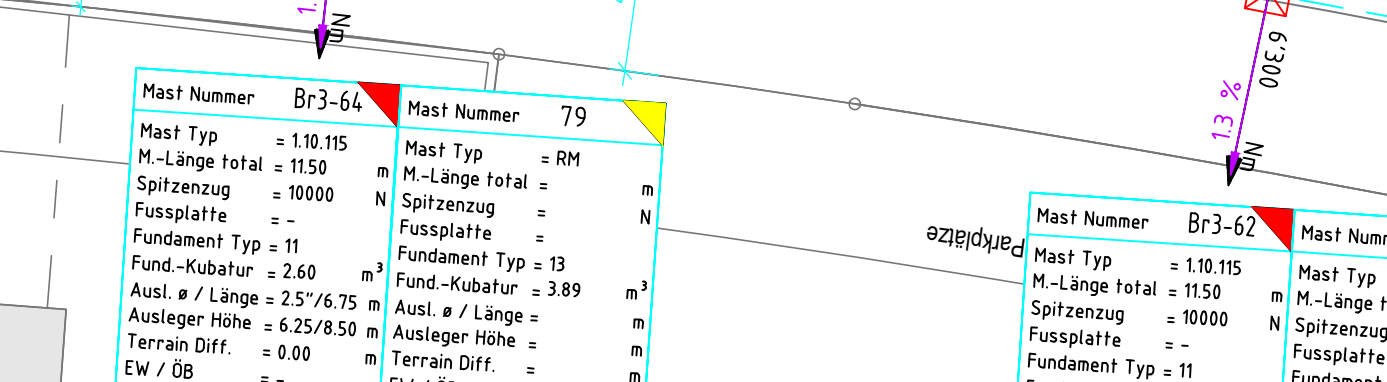 1.
Nm
6'300
1.3 %
Nm
Parkplätze
Mast Nummer Br3-64
Mast Typ = 1.10.115
M.-Länge total = 11.50 m
Spitzenzug = 10000 N
Fussplatte = -
Fundament Typ = 11
Fund.-Kubatur = 2.60 m³
Ausl. ø / Länge = 2.5"/6.75 m
Ausleger Höhe = 6.25/8.50 m
Terrain Diff. = 0.00 m
EW / ÖB = -
Mast Nummer 79
Mast Typ = RM
M.-Länge total = m
Spitzenzug = N
Fussplatte =
Fundament Typ = 13
Fund.-Kubatur = 3.89 m³
Ausl. ø / Länge = m
Ausleger Höhe = m
Terrain Diff. = m
Mast Nummer Br3-62
Mast Typ = 1.10.115
M.-Länge total = 11.50 m
Spitzenzug = 10000 N
Fussplatte = -
Fundament Typ = 11
Mast Num
Mast Typ
M.-Länge t
Spitzenzug
Fussplatte